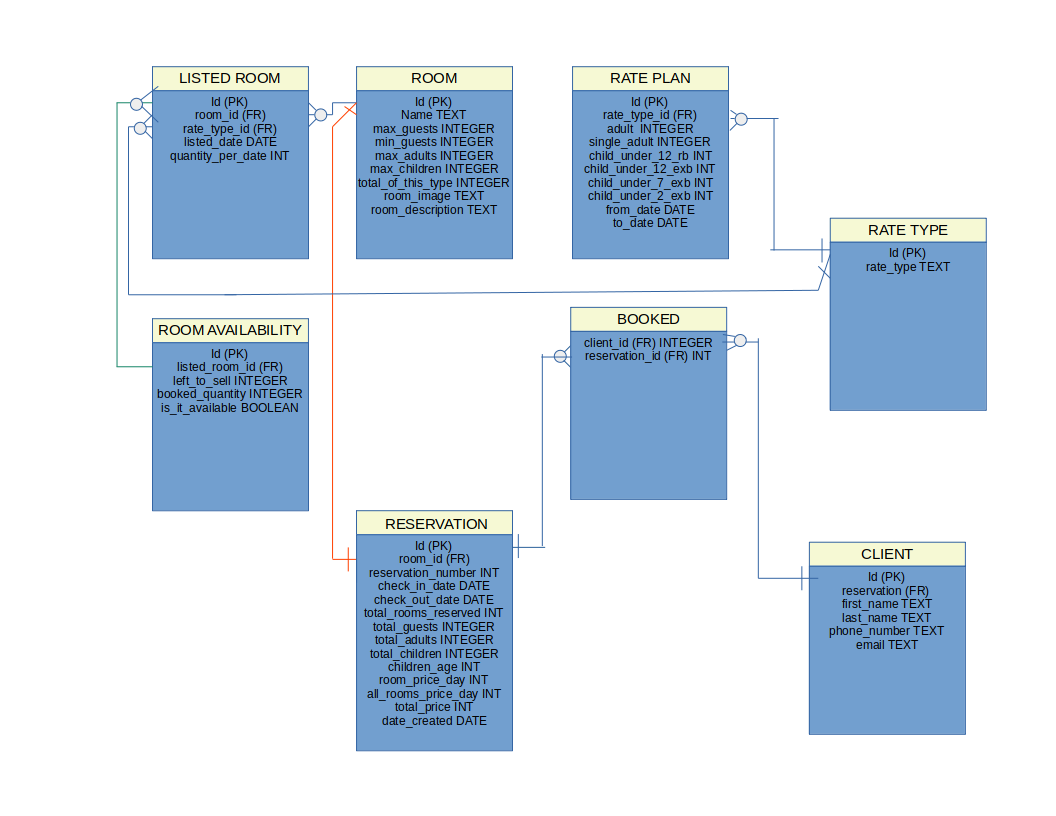 LISTED ROOM
Id (PK)
room_id (FR)
rate_type_id (FR)
listed_date DATE
quantity_per_date INT
ROOM
Id (PK)
Name TEXT
max_guests INTEGER
min_guests INTEGER
max_adults INTEGER
max_children INTEGER
total_of_this_type INTEGER
room_image TEXT
room_description TEXT
RATE PLAN
Id (PK)
rate_type_id (FR)
adult INTEGER
single_adult INTEGER
child_under_12_rb INT
child_under_12_exb INT
child_under_7_exb INT
child_under_2_exb INT
from_date DATE
to_date DATE
RATE TYPE
Id (PK)
rate_type TEXT
ROOM AVAILABILITY
Id (PK)
listed_room_id (FR)
left_to_sell INTEGER
booked_quantity INTEGER
is_it_available BOOLEAN
BOOKED
client_id (FR) INTEGER
reservation_id (FR) INT
RESERVATION
Id (PK)
room_id (FR)
reservation_number INT
check_in_date DATE
check_out_date DATE
total_rooms_reserved INT
total_guests INTEGER
total_adults INTEGER
total_children INTEGER
children_age INT
room_price_day INT
all_rooms_price_day INT
total_price INT
date_created DATE
CLIENT
Id (PK)
reservation (FR)
first_name TEXT
last_name TEXT
phone_number TEXT
email TEXT